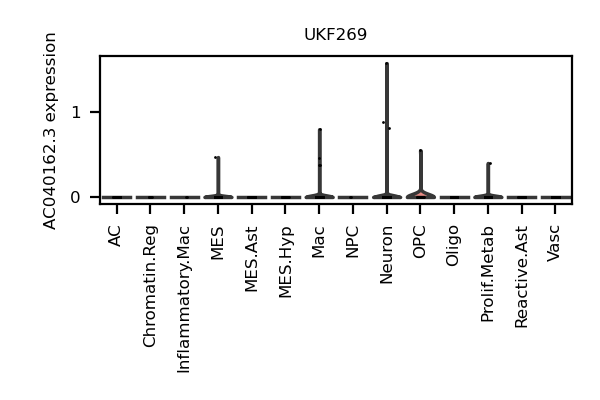 UKF269
AC040162.3 expression
1
0
AC
Chromatin.Reg
Inflammatory.Mac
MES
MES.Ast
MES.Hyp
Mac
NPC
Neuron
OPC
Oligo
Prolif.Metab
Reactive.Ast
Vasc